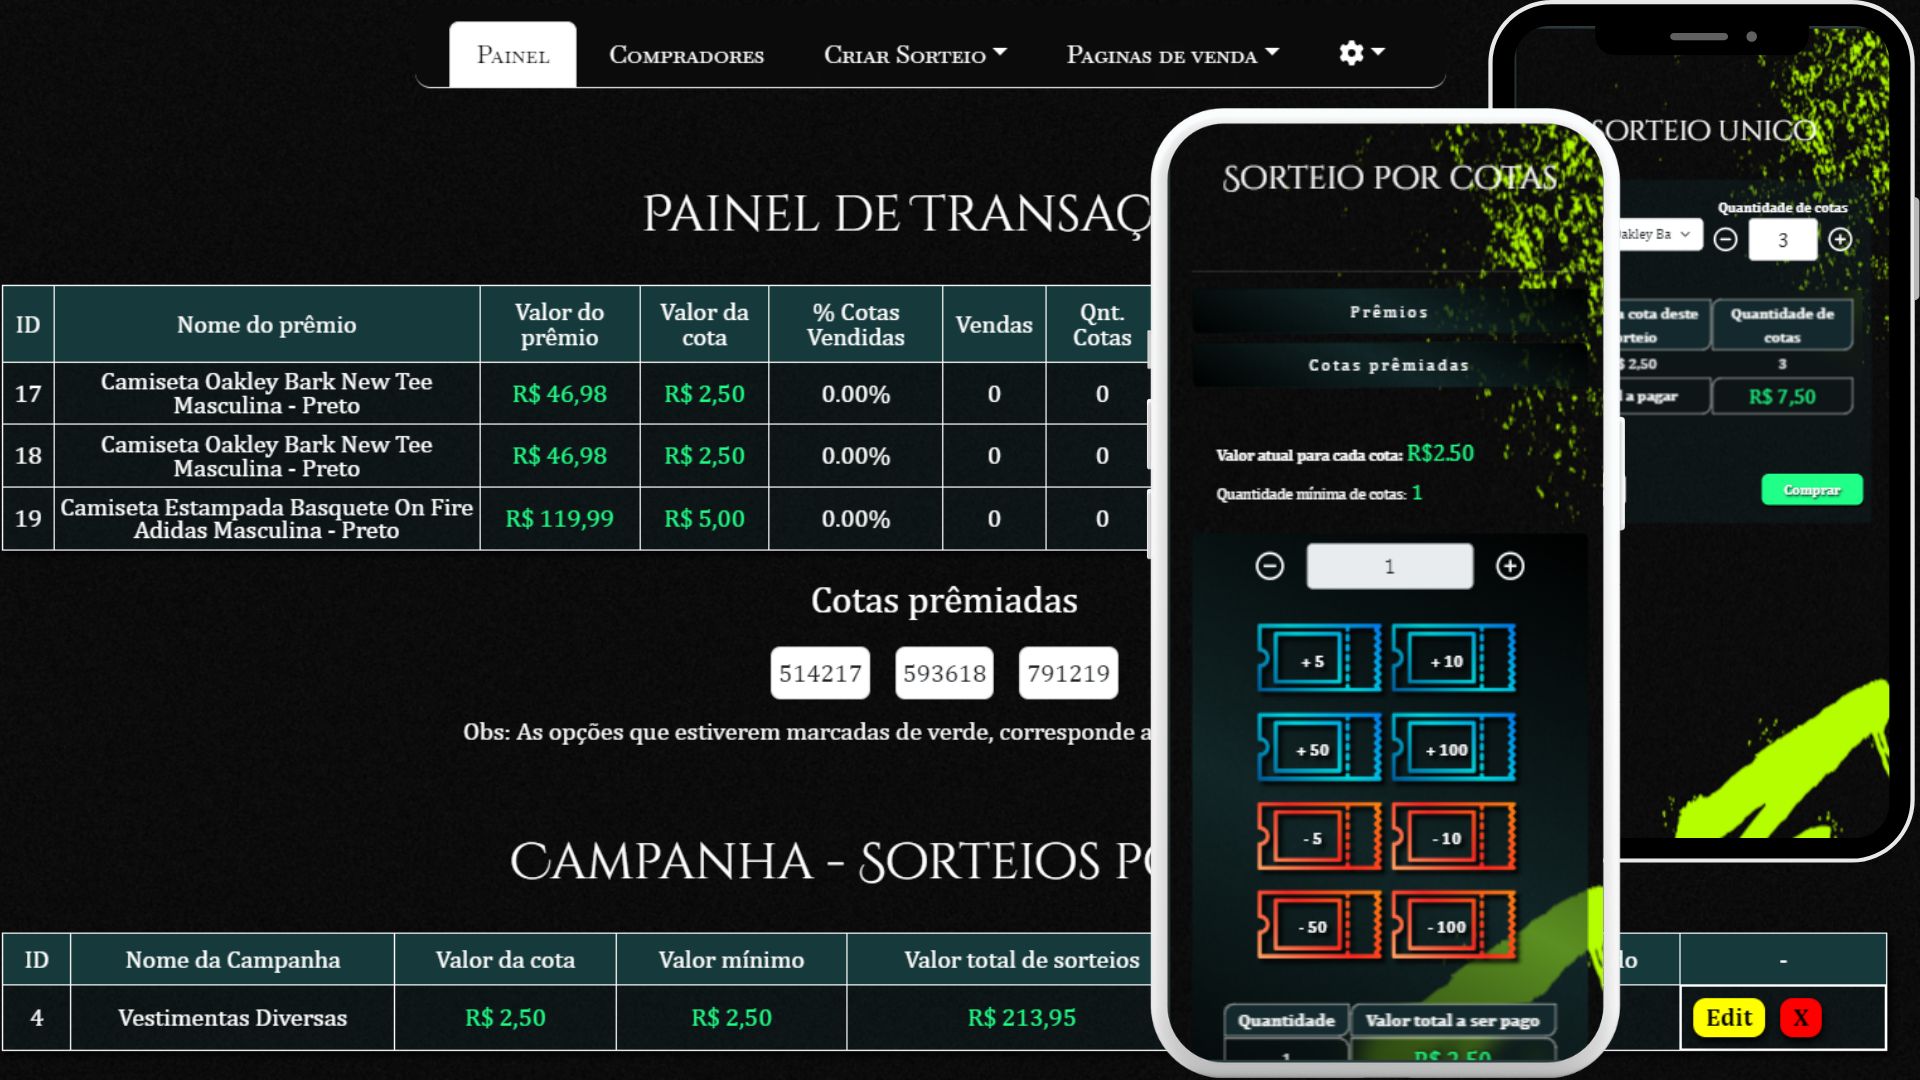 Painel
Compradores
Criar Sorteio
Paginas de venda
Painel de
ID
Nome do prêmio
Valor do
prêmio
Valor da
cota
% Cotas
Vendidas
Vendas
Qnt.
Cotas
17
Camiseta Oakley Bark New Tee
Masculina - Preto
R$ 46,98
R$ 2,50
0.00%
0
0
18
Camiseta Oakley Bark New Tee
Masculina - Preto
R$ 46,98
R$ 2,50
0.00%
0
0
19
Camiseta Estampada Basquete On Fire
Adidas Masculina - Preto
R$ 119,99
R$ 5,00
0.00%
0
0
Cotas prêmiadas
514217
593618
791219
Obs: As opções que estiverem marcadas de verde, corresponde a
Campanha - Sorteios
ID
Nome da Campanha
Valor da cota
Valor mínimo
Valor total de sorteios
-
4
Vestimentas Diversas
R$ 2,50
R$ 2,50
R$ 213,95
Edit
X
Sorteio por cotas
Prêmios
Cotas prêmiadas
Valor atual para cada cota: R$2.50
Quantidade mínima de cotas: 1
1
+ 5
+ 10
+ 50
+ 100
- 5
- 10
- 50
- 100
Quantidade
Valor total a ser pago
1
R$ 2,50
Sorteio unico
Quantidade de cotas
3
cota deste
Quantidade de
cotas
2,50
3
a pagar
R$ 7,50
Comprar